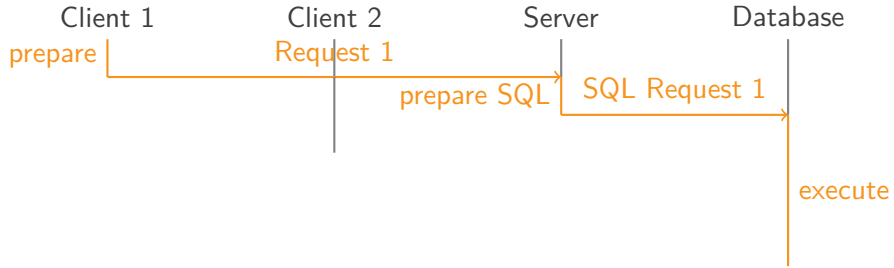 Client 1
Client 2
Server
Database
prepare
Request 1
prepare SQL
SQL Request 1
execute